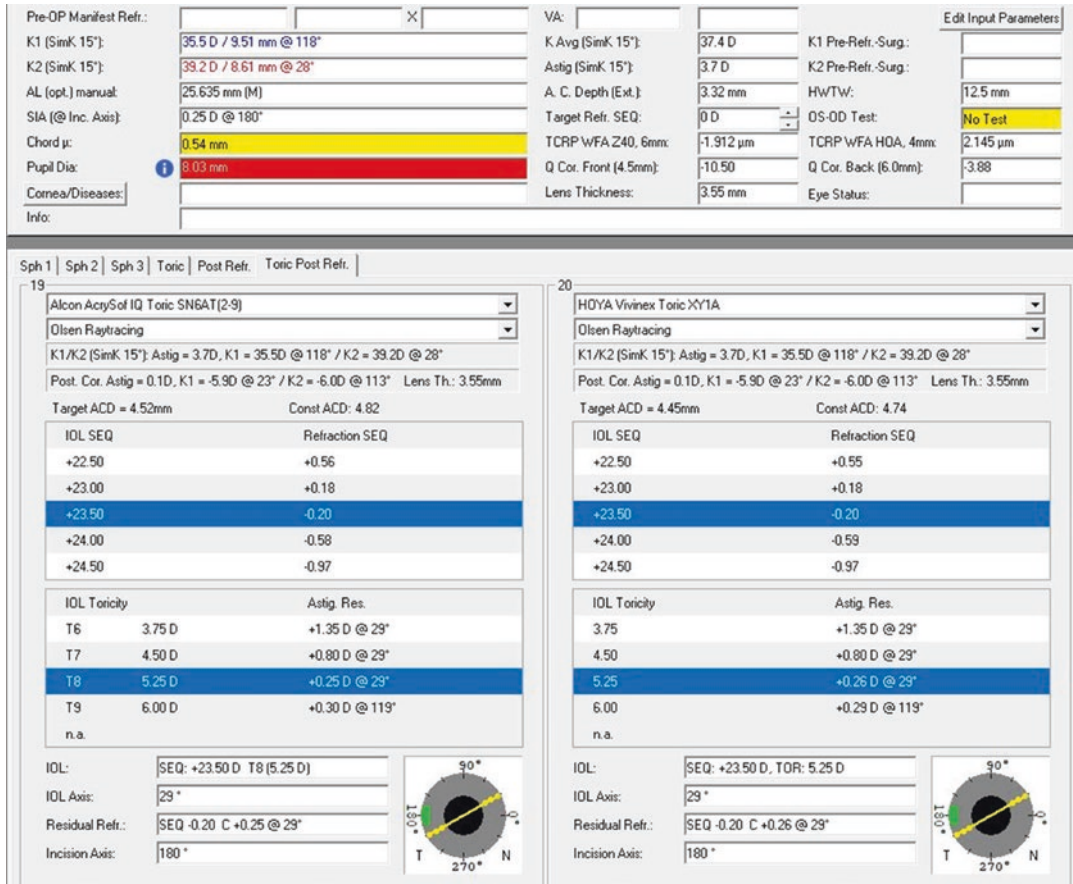 Pre-OP Manifest Refr.: X VA: Edit Input Parameters
K1 (SimK 15°): 35.5 D / 9.51 mm @ 118° K Avg (SimK 15°): 37.4 D K1 Pre-Refr.-Surg.:
K2 (SimK 15°): 39.2 D / 8.61 mm @ 28° Astig (SimK 15°): 3.7 D K2 Pre-Refr.-Surg.:
AL (opt.) manual: 25.635 mm (M) A. C. Depth (Ext.): 3.32 mm HWTW: 12.5 mm
SIA (@ Inc. Axis): 0.25 D @ 180° Target Refr. SEQ: 0 D OS-OD Test: No Test
Chord µ: 0.54 mm TCRP WFA Z40, 6mm: -1.912 µm TCRP WFA HOA, 4mm: 2.145 µm
Pupil Dia: i 8.03 mm Q Cor. Front (4.5mm): -10.50 Q Cor. Back (6.0mm): -3.88
Cornea/Diseases: Lens Thickness: 3.55 mm Eye Status:
Info:
Sph 1 Sph 2 Sph 3 Toric Post Refr. Toric Post Refr.
19
Alcon AcrySof IQ Toric SN6AT(2-9)
Olsen Raytracing
K1/K2 (SimK 15°): Astig = 3.7D, K1 = 35.5D @ 118° / K2 = 39.2D @ 28°
Post. Cor. Astig = 0.1D, K1 = -5.9D @ 23° / K2 = -6.0D @ 113° Lens Th.: 3.55mm
Target ACD = 4.52mm Const ACD: 4.82
IOL SEQ Refraction SEQ
+22.50 +0.56
+23.00 +0.18
+23.50 -0.20
+24.00 -0.58
+24.50 -0.97
IOL Toricity Astig. Res.
T6 3.75 D +1.35 D @ 29°
T7 4.50 D +0.80 D @ 29°
T8 5.25 D +0.25 D @ 29°
T9 6.00 D +0.30 D @ 119°
n.a.
IOL: SEQ: +23.50 D T8 (5.25 D)
IOL Axis: 29 °
Residual Refr.: SEQ -0.20 C +0.25 @ 29°
Incision Axis: 180 °
90°
180°
0°
T N
270°
20
HOYA Vivinex Toric XY1A
Olsen Raytracing
K1/K2 (SimK 15°): Astig = 3.7D, K1 = 35.5D @ 118° / K2 = 39.2D @ 28°
Post. Cor. Astig = 0.1D, K1 = -5.9D @ 23° / K2 = -6.0D @ 113° Lens Th.: 3.55mm
Target ACD = 4.45mm Const ACD: 4.74
IOL SEQ Refraction SEQ
+22.50 +0.55
+23.00 +0.18
+23.50 -0.20
+24.00 -0.59
+24.50 -0.97
IOL Toricity Astig. Res.
3.75 +1.35 D @ 29°
4.50 +0.80 D @ 29°
5.25 +0.26 D @ 29°
6.00 +0.29 D @ 119°
n.a.
IOL: SEQ: +23.50 D, TOR: 5.25 D
IOL Axis: 29 °
Residual Refr.: SEQ -0.20 C +0.26 @ 29°
Incision Axis: 180 °
90°
180°
0°
T N
270°